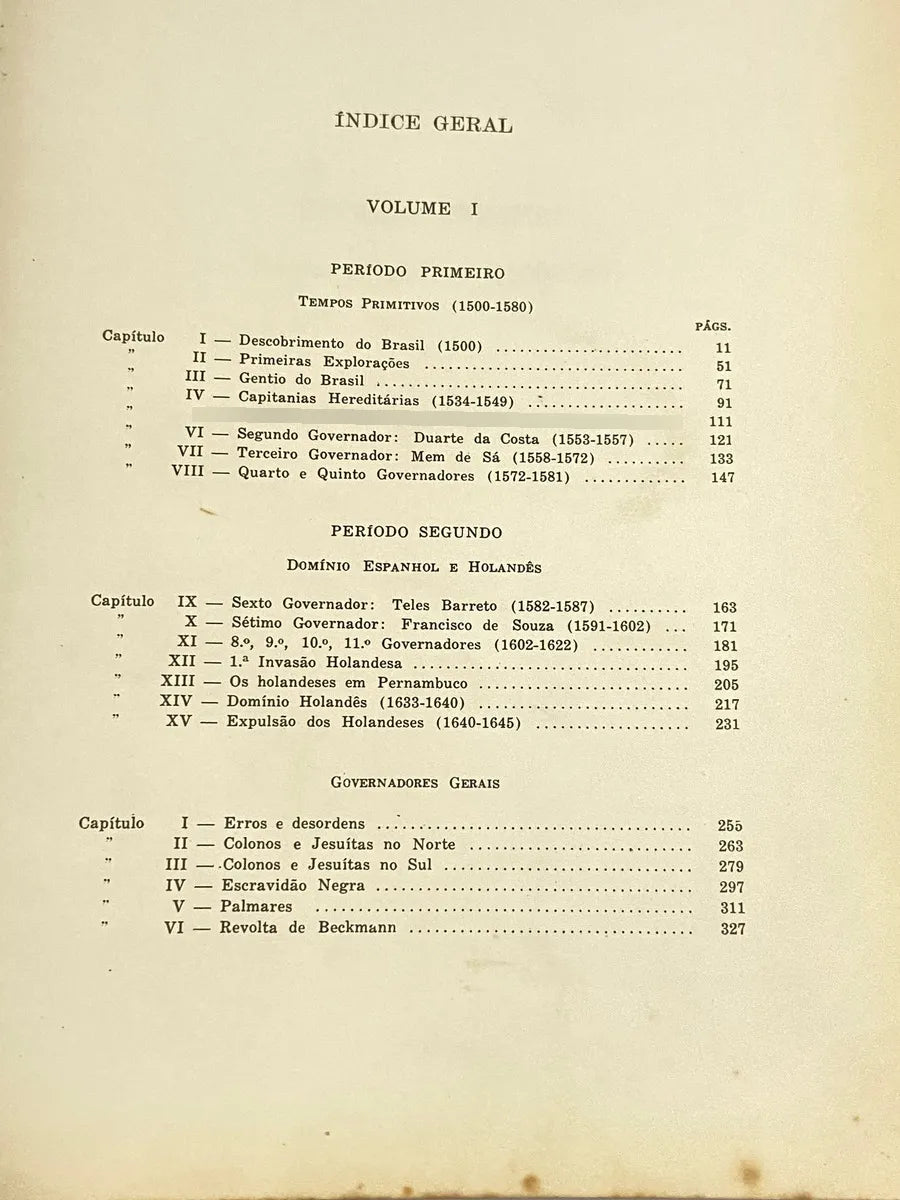 ÍNDICE GERAL
VOLUME I
PERÍODO PRIMEIRO
TEMPOS PRIMITIVOS (1500-1580)
PÁGS.
Capítulo I — Descobrimento do Brasil (1500) ........................ 11
” II — Primeiras Explorações ................................. 51
” III — Gentio do Brasil ....................................... 71
” IV — Capitanias Hereditárias (1534-1549) .................... 91
” 111
” VI — Segundo Governador: Duarte da Costa (1553-1557) ..... 121
” VII — Terceiro Governador: Mem de Sá (1558-1572) .......... 133
” VIII — Quarto e Quinto Governadores (1572-1581) ............. 147
PERÍODO SEGUNDO
DOMÍNIO ESPANHOL E HOLANDÊS
Capítulo IX — Sexto Governador: Teles Barreto (1582-1587) .......... 163
” X — Sétimo Governador: Francisco de Souza (1591-1602) ... 171
” XI — 8.º, 9.º, 10.º, 11.º Governadores (1602-1622) ............ 181
” XII — 1.ª Invasão Holandesa ................................... 195
” XIII — Os holandeses em Pernambuco ........................... 205
” XIV — Domínio Holandês (1633-1640) ........................... 217
” XV — Expulsão dos Holandeses (1640-1645) ................... 231
GOVERNADORES GERAIS
Capítulo I — Erros e desordens ....................................... 255
” II — Colonos e Jesuítas no Norte ............................ 263
” III — Colonos e Jesuítas no Sul ............................... 279
” IV — Escravidão Negra ....................................... 297
” V — Palmares ............................................... 311
” VI — Revolta de Beckmann ................................... 327